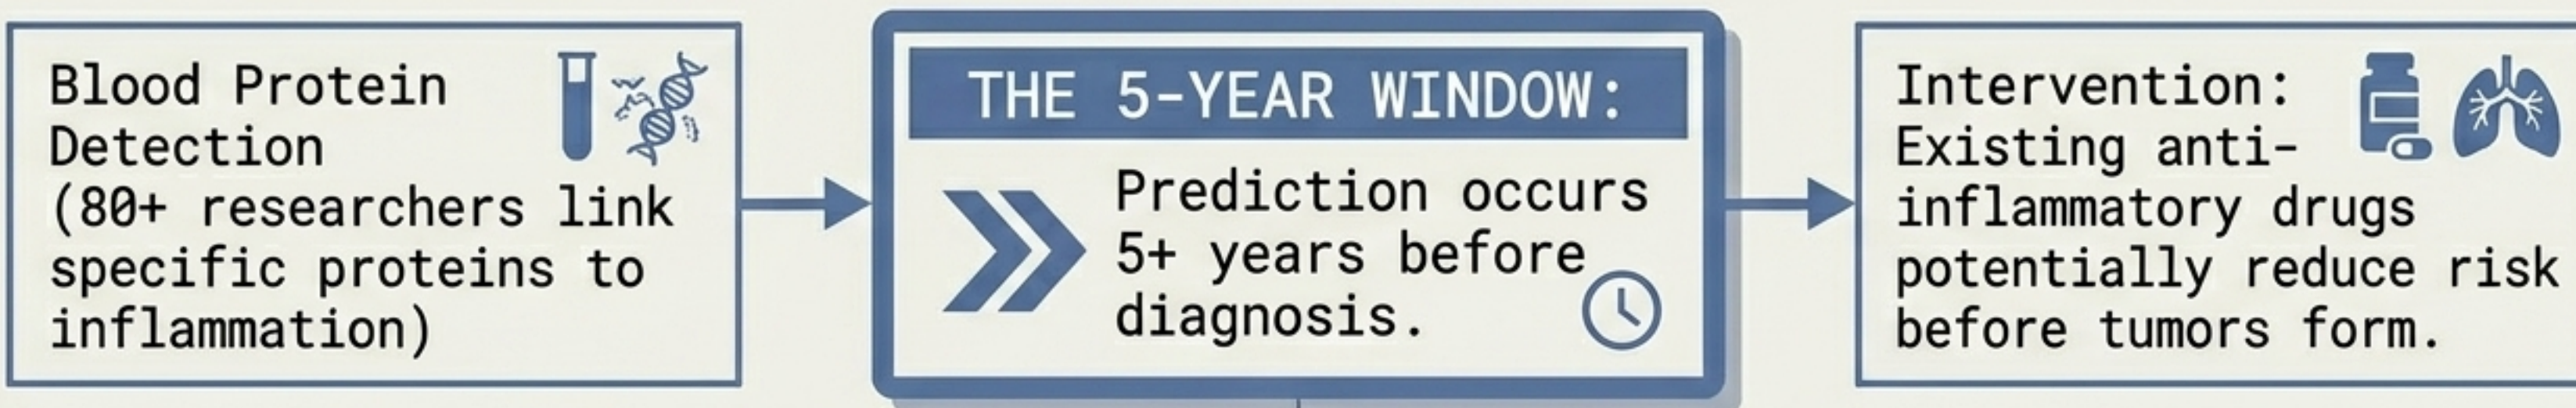 Blood Protein
Detection
(80+ researchers link
specific proteins to
inflammation)
THE 5-YEAR WINDOW:
Prediction occurs
5+ years before
diagnosis.
Intervention:
Existing anti-
inflammatory drugs
potentially reduce risk
before tumors form.